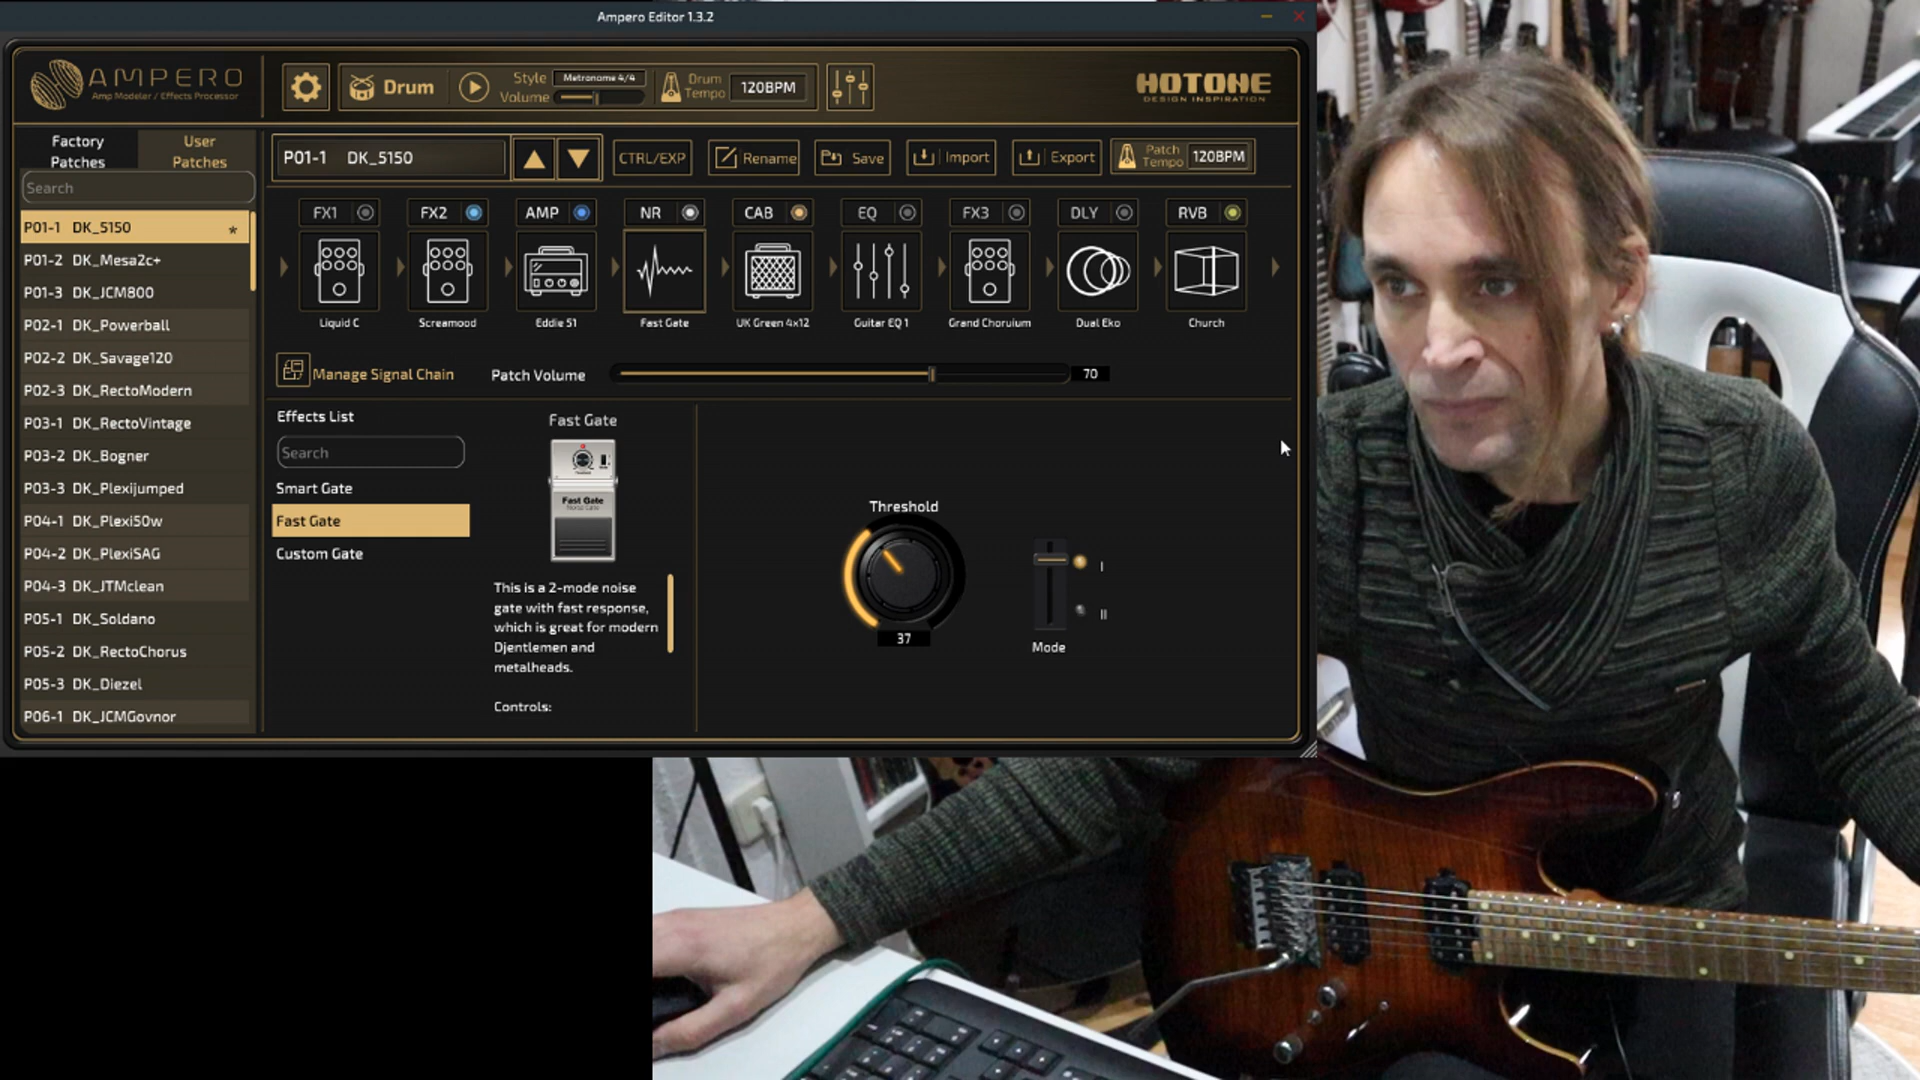 Ampero Editor 1.3.2
AMPERO
Amp Modeler / Effects Processor
Drum
Style
Metronome 4/4
Volume
Drum
Tempo
120BPM
HOTONE
DESIGN INSPIRATION
Factory
Patches
User
Patches
Search
P01-1 DK_5150 *
P01-2 DK_Mesa2c+
P01-3 DK_JCM800
P02-1 DK_Powerball
P02-2 DK_Savage120
P02-3 DK_RectoModern
P03-1 DK_RectoVintage
P03-2 DK_Bogner
P03-3 DK_Plexijumped
P04-1 DK_Plexi50w
P04-2 DK_PlexiSAG
P04-3 DK_JTMclean
P05-1 DK_Soldano
P05-2 DK_RectoChorus
P05-3 DK_Diezel
P06-1 DK_JCMGovnor
P01-1 DK_5150
CTRL/EXP
Rename
Save
Import
Export
Patch
Tempo
120BPM
FX1
FX2
AMP
NR
CAB
EQ
FX3
DLY
RVB
Liquid C
Screamood
Eddie 51
Fast Gate
UK Green 4x12
Guitar EQ 1
Grand Choruium
Dual Eko
Church
Manage Signal Chain
Patch Volume
70
Effects List
Search
Smart Gate
Fast Gate
Custom Gate
Fast Gate
Fast Gate
Noise Gate
This is a 2-mode noise
gate with fast response,
which is great for modern
Djentlemen and
metalheads.
Controls:
Threshold
37
I
II
Mode